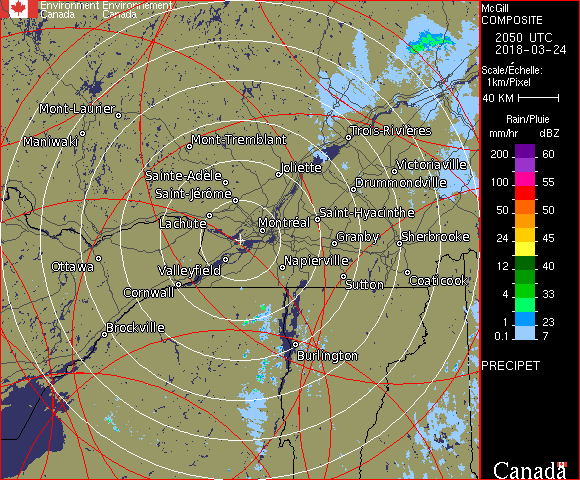 Environment Environnement
Canada Canada
McGill
COMPOSITE
2050 UTC
2018-03-24
Scale/Échelle:
1km/Pixel
40 KM
Rain/Pluie
mm/hr dBZ
200 60
100 55
50 50
24 45
12 40
8 33
4 28
1 23
0.1 7
PRECIPET
Canada
Mont-Laurier
Maniwaki
Mont-Tremblant
Trois-Rivières
Sainte-Adèle
Joliette
Victoriaville
Saint-Jérôme
Drummondville
Lachute
Montréal
Saint-Hyacinthe
Granby
Sherbrooke
Ottawa
Valleyfield
Napierville
Cornwall
Sutton
Coaticook
Brockville
Burlington